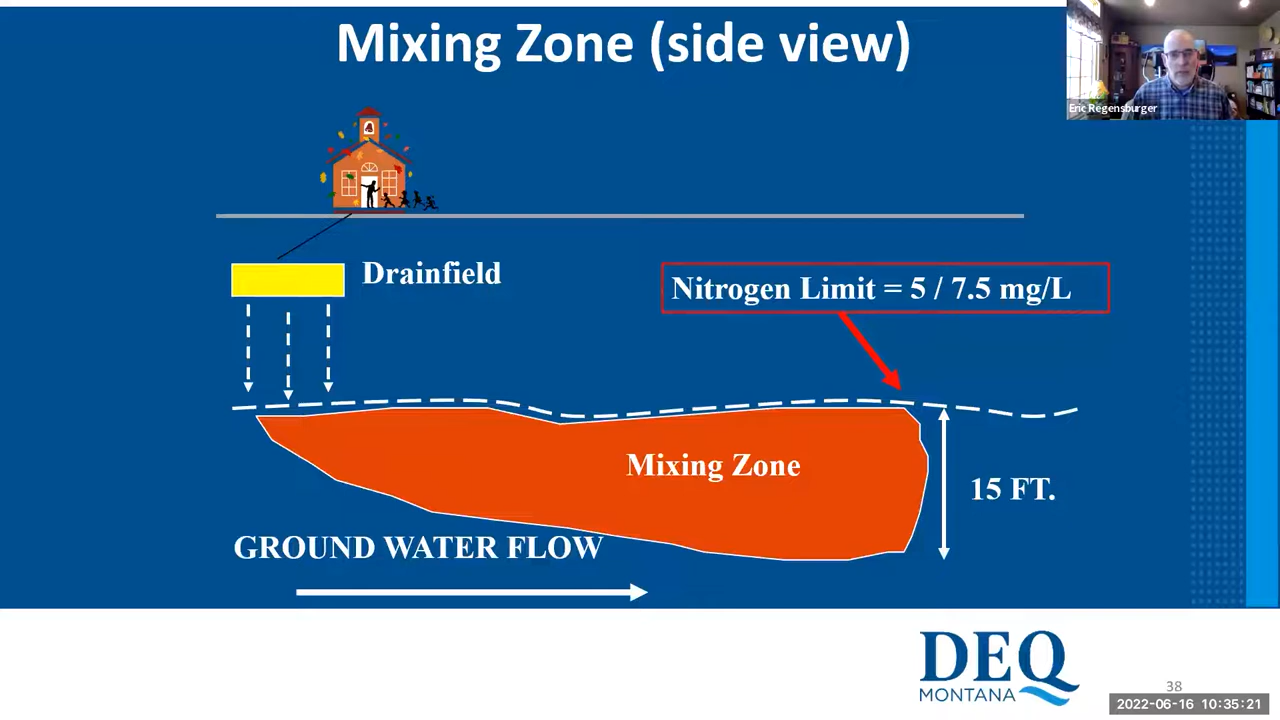 Mixing Zone (side view)
Eric Regensburger
Drainfield
Nitrogen Limit = 5 / 7.5 mg/L
Mixing Zone
15 FT.
GROUND WATER FLOW
DEQ
MONTANA
38
2022-06-16 10:35:21